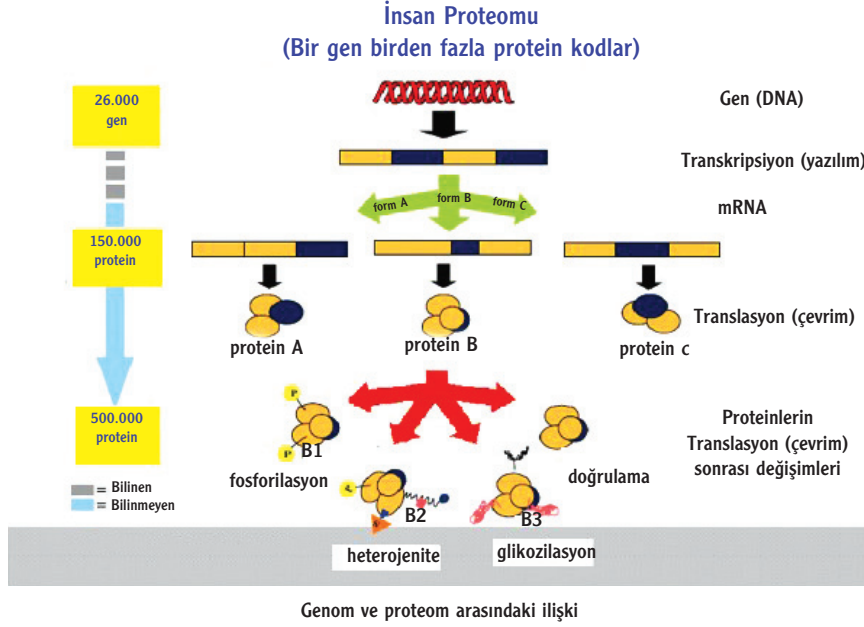 İnsan Proteomu
(Bir gen birden fazla protein kodlar)
26.000
gen
Gen (DNA)
Transkripsiyon (yazılım)
form A
form B
form C
mRNA
150.000
protein
Translasyon (çevrim)
protein A
protein B
protein c
500.000
protein
P
P
B1
fosforilasyon
doğrulama
Proteinlerin
Translasyon (çevrim)
sonrası değişimleri
= Bilinen
= Bilinmeyen
B2
B3
heterojenite
glikozilasyon
Genom ve proteom arasındaki ilişki